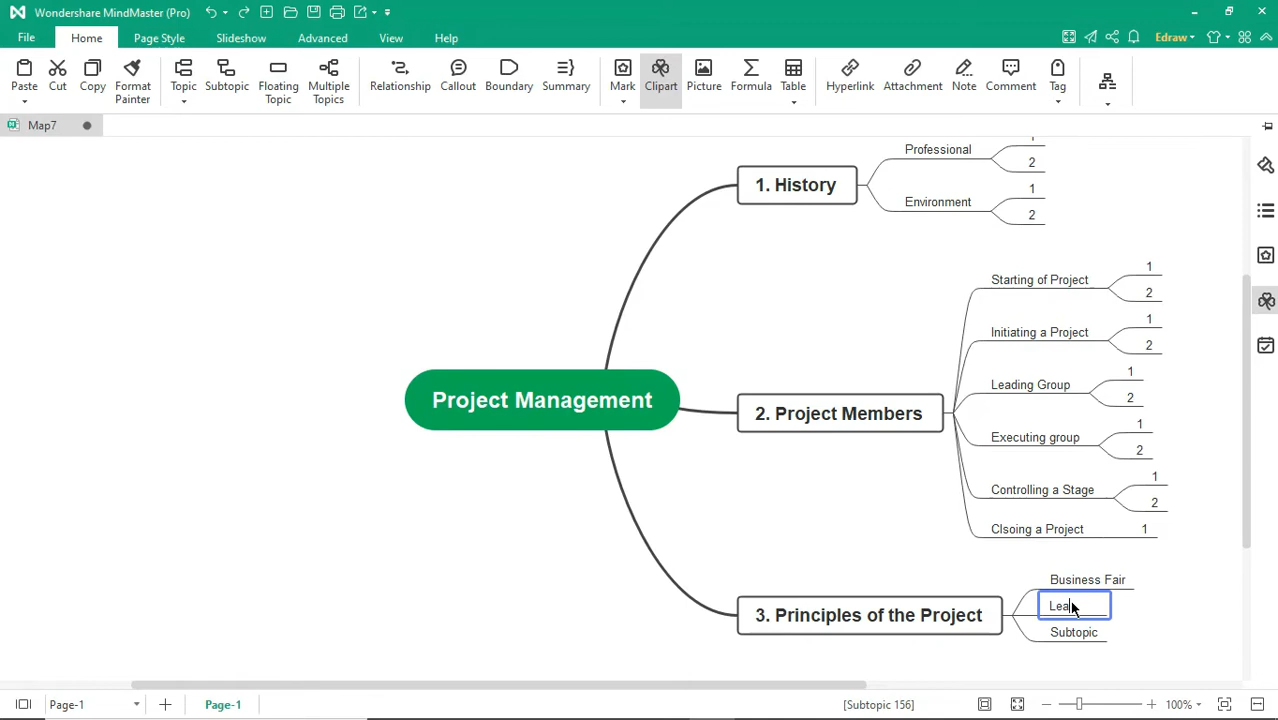 Wondershare MindMaster (Pro)
File Home Page Style Slideshow Advanced View Help Edraw
Paste Cut Copy Format Painter Topic Subtopic Floating Topic Multiple Topics Relationship Callout Boundary Summary Mark Clipart Picture Formula Table Hyperlink Attachment Note Comment Tag
Map7
1
Professional
2
1. History
1
Environment
2
1
Starting of Project
2
1
Initiating a Project
2
1
Leading Group
2
Project Management
2. Project Members
1
Executing group
2
1
Controlling a Stage
2
Clsoing a Project 1
Business Fair
Lea
3. Principles of the Project
Subtopic
Page-1 Page-1 [Subtopic 156] 100%